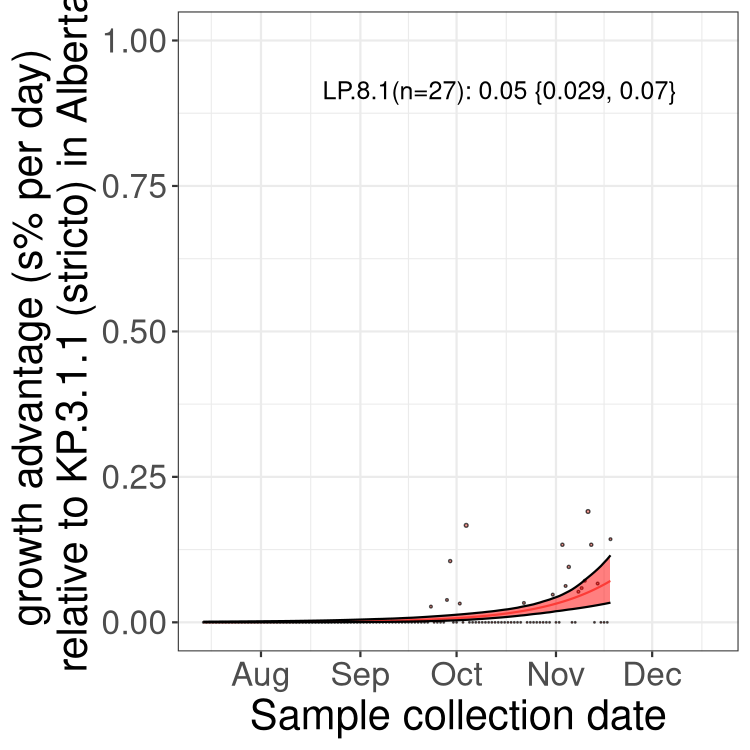 growth advantage (s% per day)
relative to KP.3.1.1 (stricto) in Alberta
1.00
0.75
0.50
0.25
0.00
LP.8.1(n=27): 0.05 {0.029, 0.07}
Aug Sep Oct Nov Dec
Sample collection date